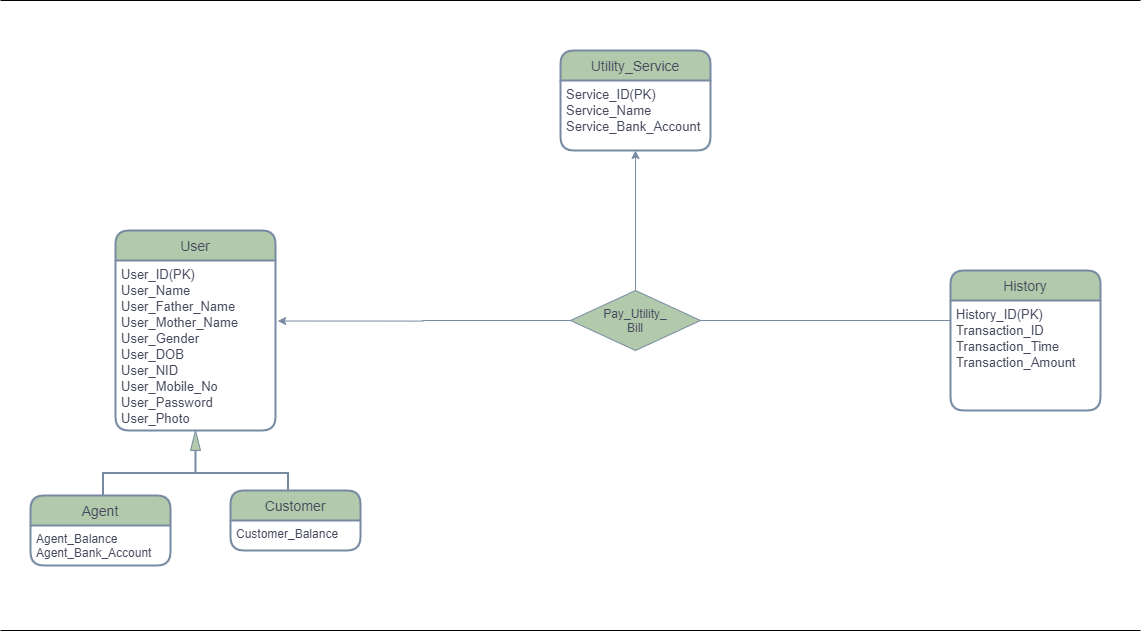 Utility_Service
Service_ID(PK)
Service_Name
Service_Bank_Account
User
User_ID(PK)
User_Name
User_Father_Name
User_Mother_Name
User_Gender
User_DOB
User_NID
User_Mobile_No
User_Password
User_Photo
Pay_Utility_
Bill
History
History_ID(PK)
Transaction_ID
Transaction_Time
Transaction_Amount
Agent
Agent_Balance
Agent_Bank_Account
Customer
Customer_Balance